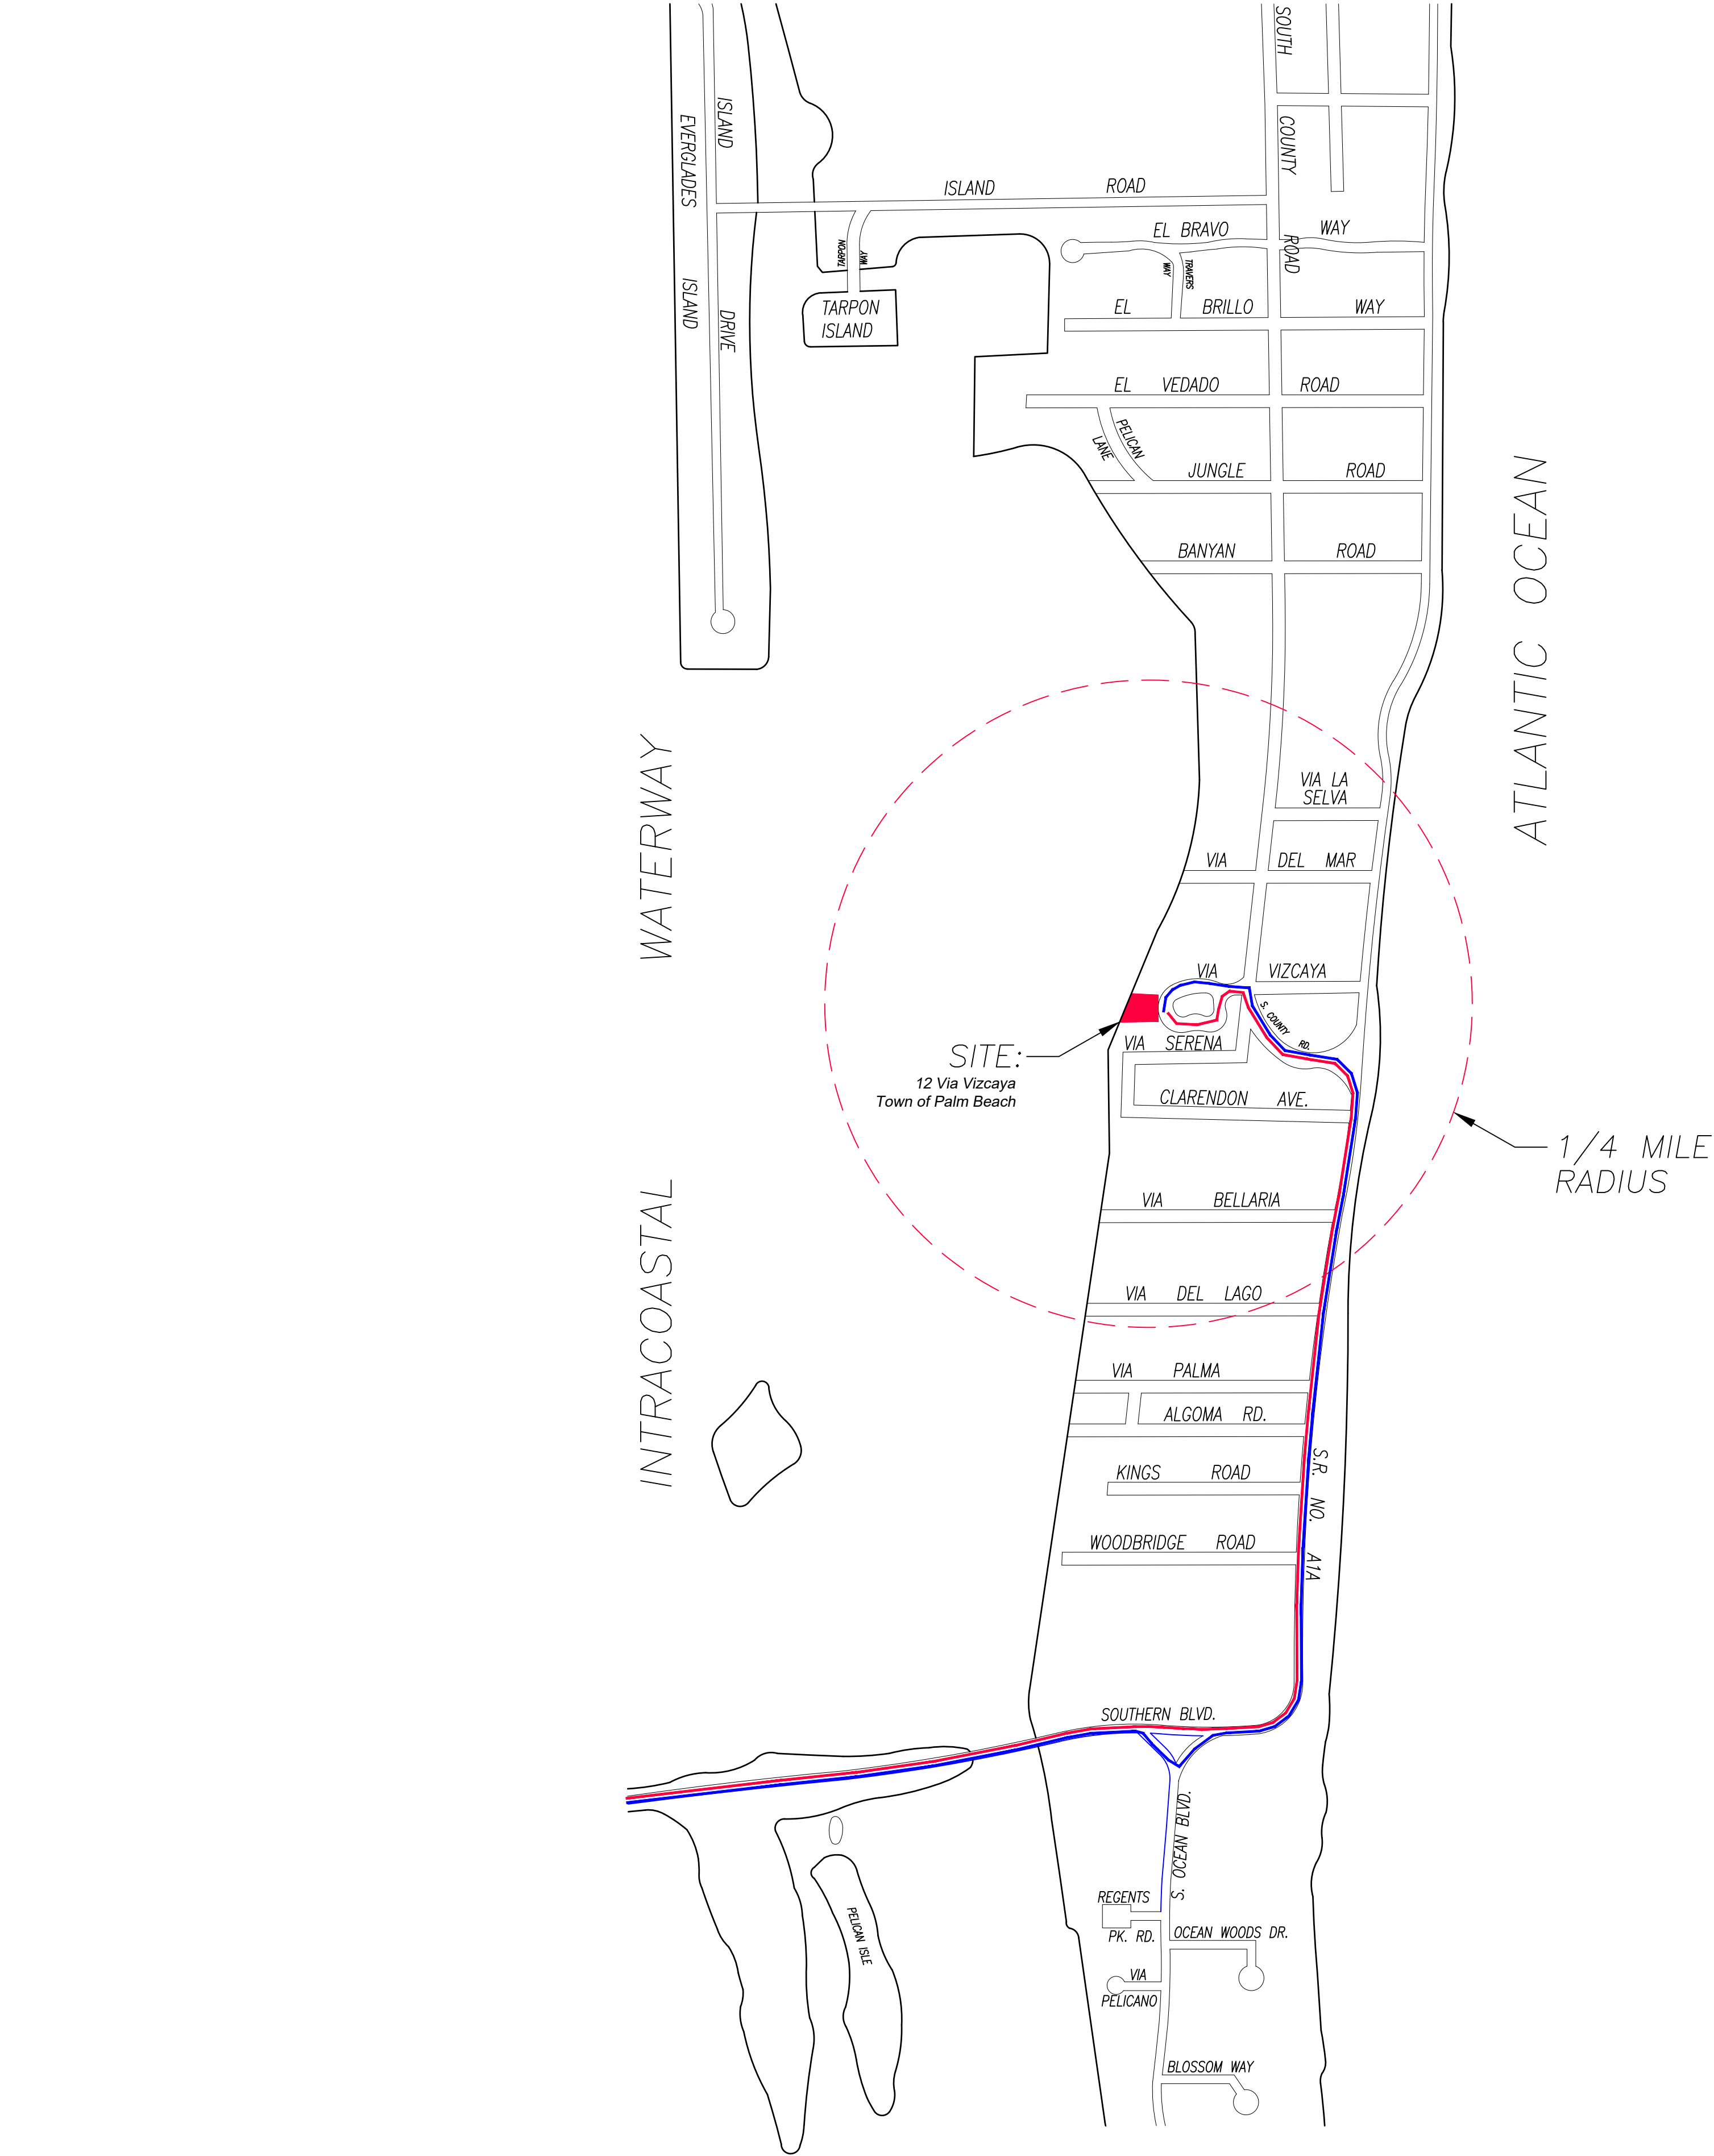 SOUTH
COUNTY
ROAD
ISLAND
DRIVE
EVERGLADES
ISLAND
ISLAND ROAD
TARPON
WAY
TARPON
ISLAND
EL BRAVO WAY
TRAVERS
WAY
EL BRILLO WAY
EL VEDADO ROAD
PELICAN
LANE
JUNGLE ROAD
BANYAN ROAD
ATLANTIC OCEAN
INTRACOASTAL WATERWAY
VIA LA
SELVA
VIA DEL MAR
VIA VIZCAYA
S. COUNTY
RD.
VIA SERENA
SITE:
12 Via Vizcaya
Town of Palm Beach
CLARENDON AVE.
1/4 MILE
RADIUS
VIA BELLARIA
VIA DEL LAGO
VIA PALMA
ALGOMA RD.
KINGS ROAD
S.R. NO. A1A
WOODBRIDGE ROAD
SOUTHERN BLVD.
S. OCEAN BLVD.
REGENTS
PK. RD.
OCEAN WOODS DR.
PELICAN ISLE
VIA
PELICANO
BLOSSOM WAY